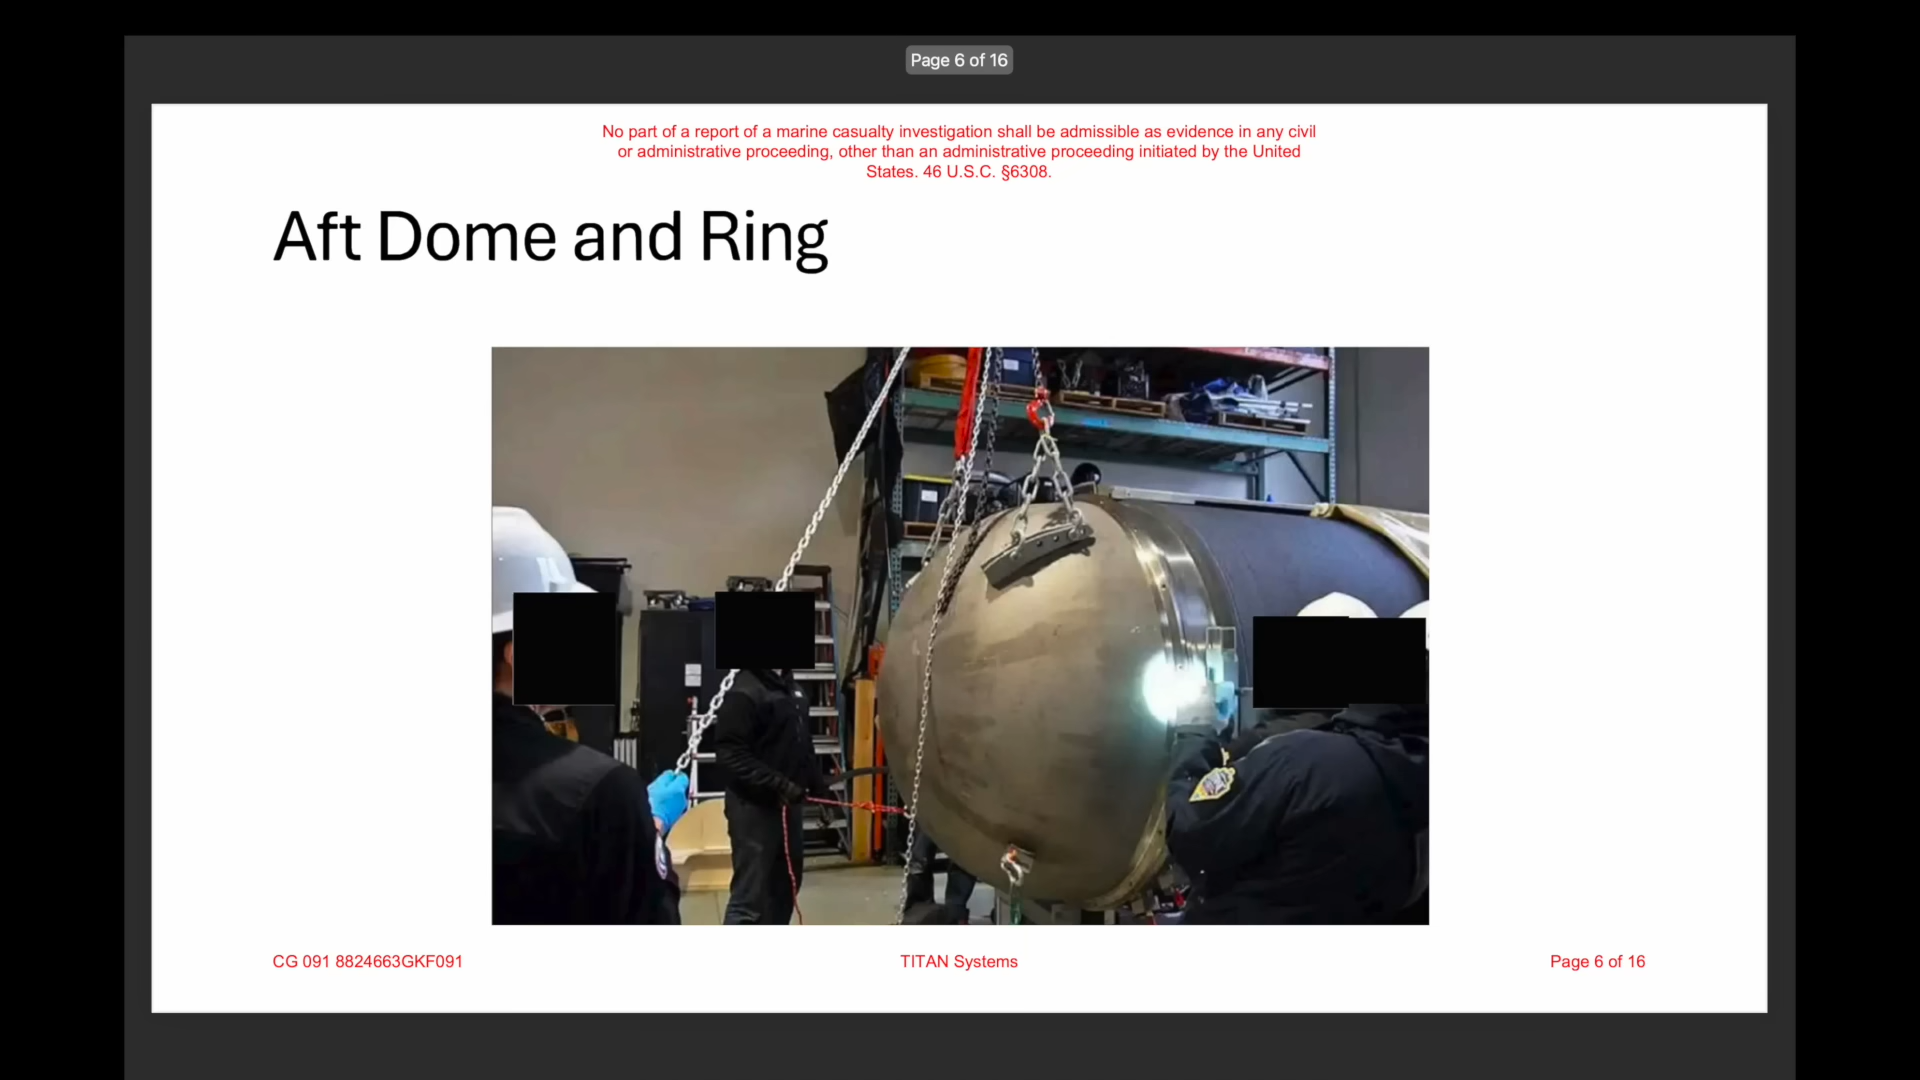 Page 6 of 16
No part of a report of a marine casualty investigation shall be admissible as evidence in any civil
or administrative proceeding, other than an administrative proceeding initiated by the United
States. 46 U.S.C. §6308.
Aft Dome and Ring
CG 091 8824663GKF091
TITAN Systems
Page 6 of 16